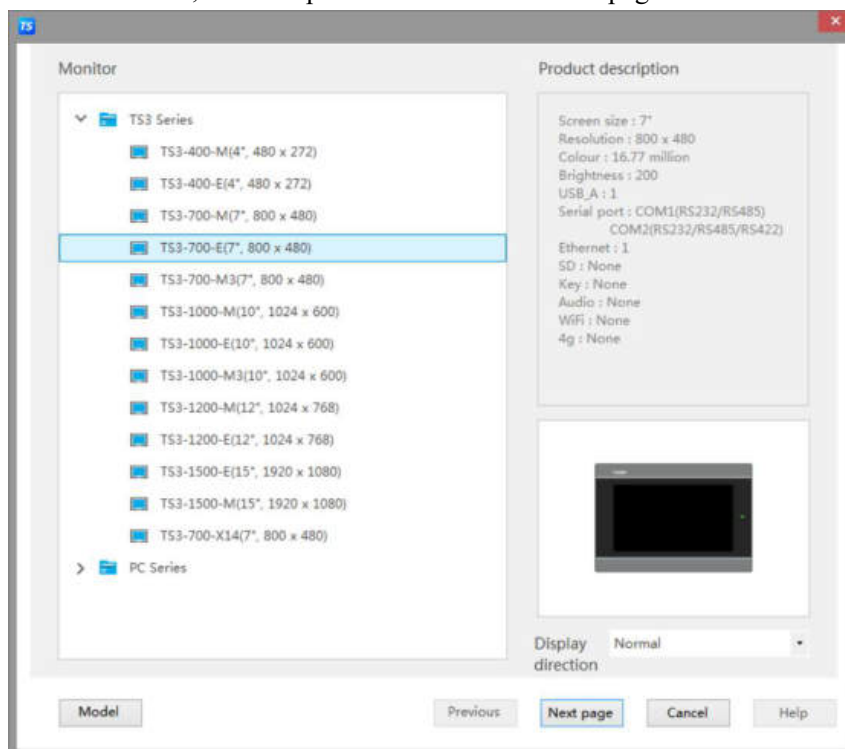 TS
Monitor
TS3 Series
TS3-400-M(4", 480 x 272)
TS3-400-E(4", 480 x 272)
TS3-700-M(7", 800 x 480)
TS3-700-E(7", 800 x 480)
TS3-700-M3(7", 800 x 480)
TS3-1000-M(10", 1024 x 600)
TS3-1000-E(10", 1024 x 600)
TS3-1000-M3(10", 1024 x 600)
TS3-1200-M(12", 1024 x 768)
TS3-1200-E(12", 1024 x 768)
TS3-1500-E(15", 1920 x 1080)
TS3-1500-M(15", 1920 x 1080)
TS3-700-X14(7", 800 x 480)
PC Series
Product description
Screen size : 7"
Resolution : 800 x 480
Colour : 16.77 million
Brightness : 200
USB_A : 1
Serial port : COM1(RS232/RS485)
COM2(RS232/RS485/RS422)
Ethernet : 1
SD : None
Key : None
Audio : None
WiFi : None
4g : None
Display direction
Normal
Model
Previous
Next page
Cancel
Help